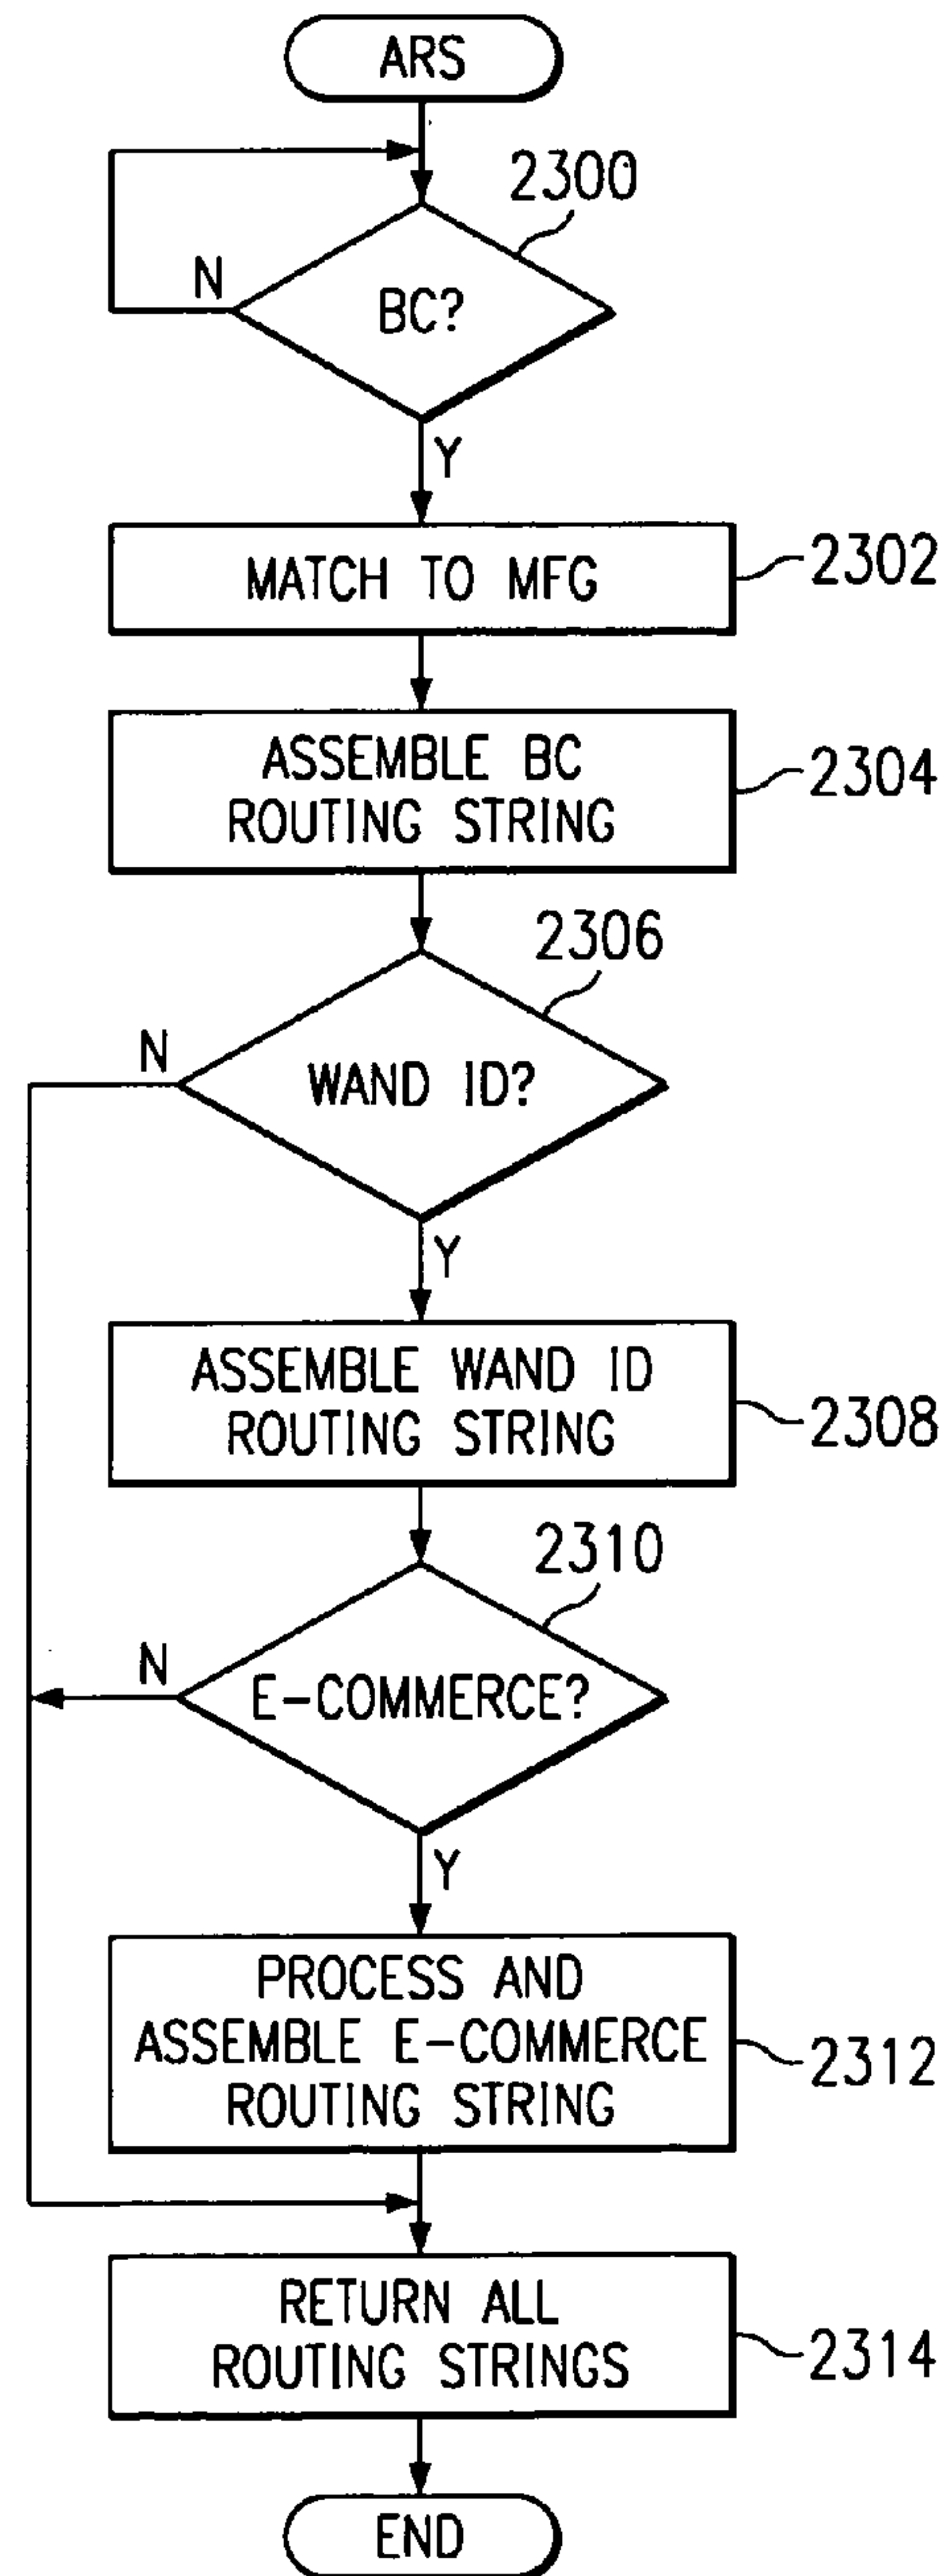 ARS
2300
N
BC?
Y
MATCH TO MFG
2302
ASSEMBLE BC
ROUTING STRING
2304
2306
N
WAND ID?
Y
ASSEMBLE WAND ID
ROUTING STRING
2308
2310
N
E-COMMERCE?
Y
PROCESS AND
ASSEMBLE E-COMMERCE
ROUTING STRING
2312
RETURN ALL
ROUTING STRINGS
2314
END